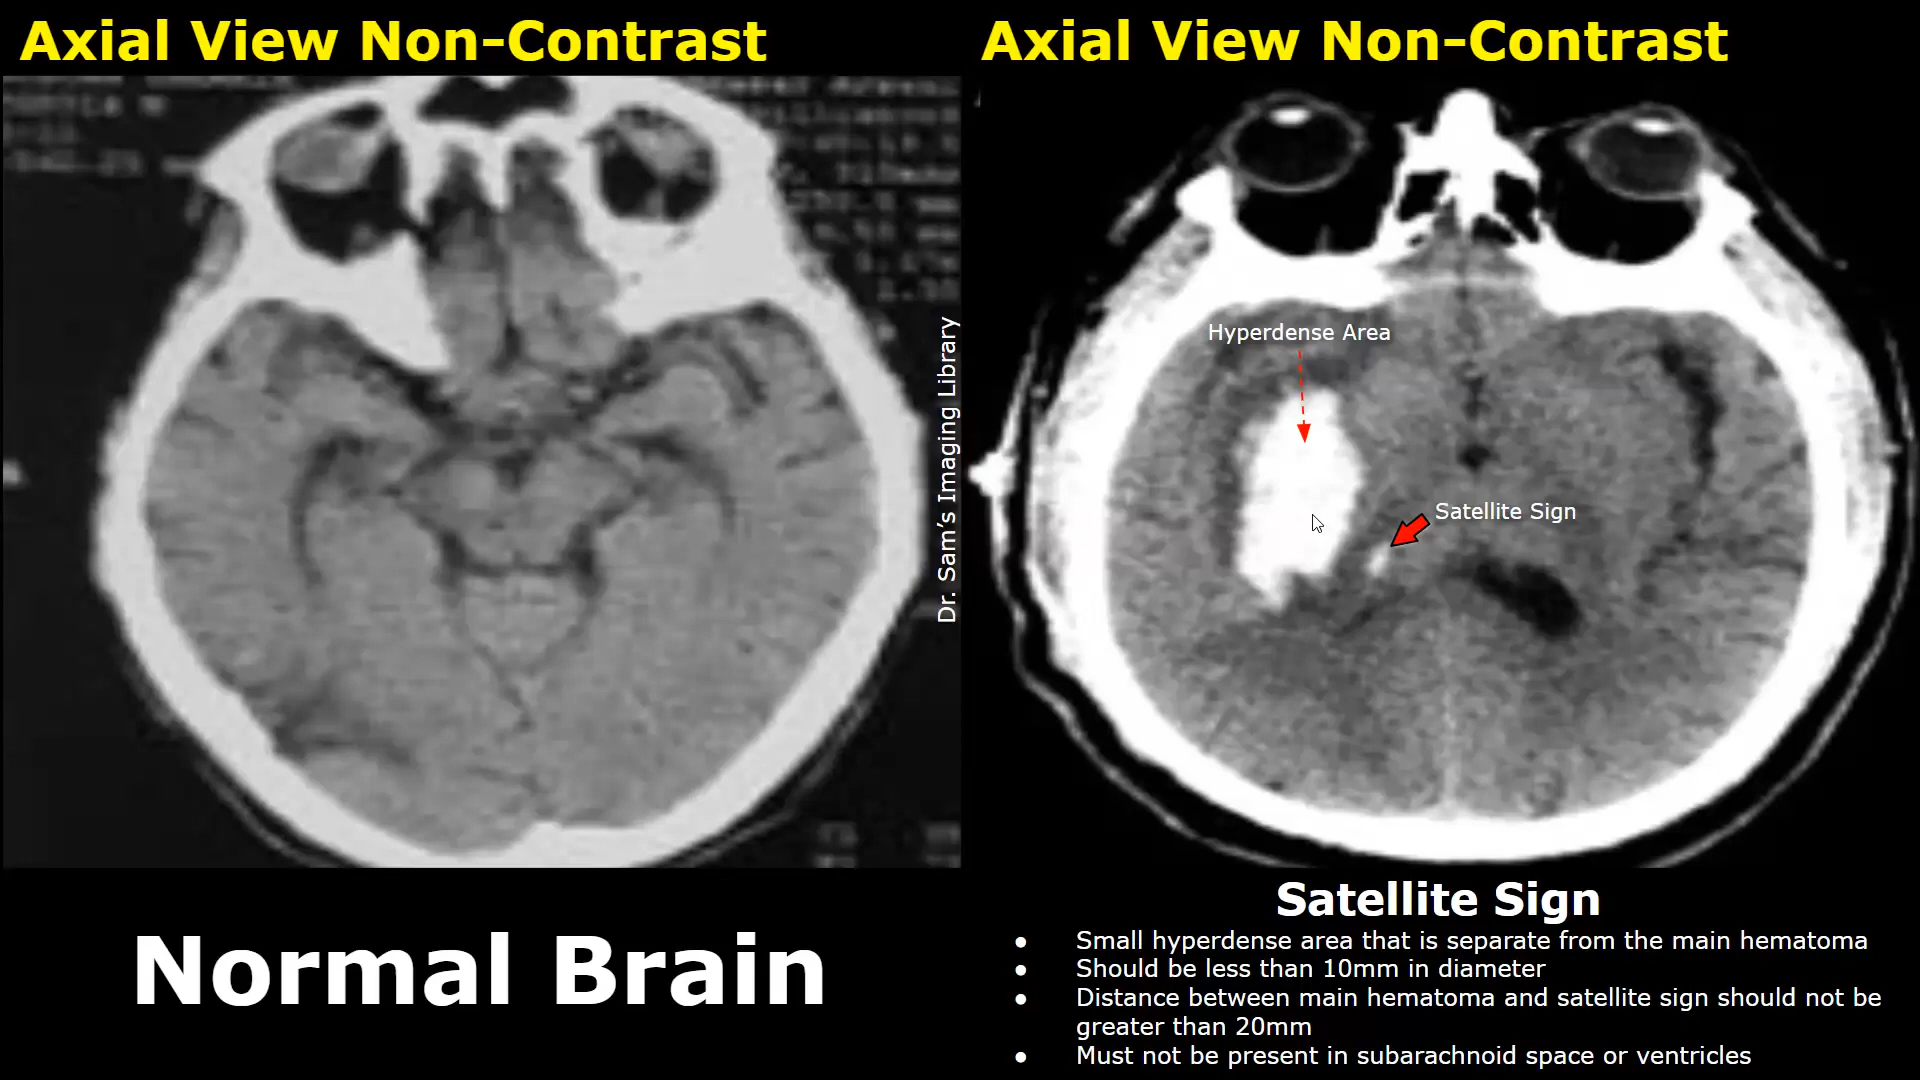 Axial View Non-Contrast
Axial View Non-Contrast
Hyperdense Area
Satellite Sign
Dr. Sam's Imaging Library
Normal Brain
Satellite Sign
● Small hyperdense area that is separate from the main hematoma
● Should be less than 10mm in diameter
● Distance between main hematoma and satellite sign should not be
greater than 20mm
● Must not be present in subarachnoid space or ventricles